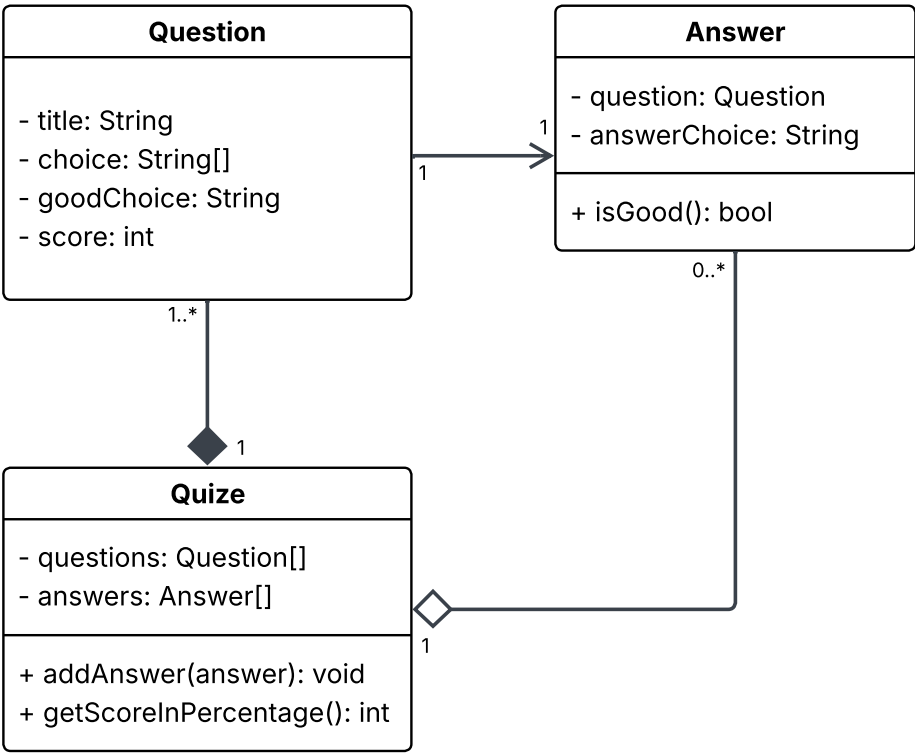 Question
- title: String
- choice: String[]
- goodChoice: String
- score: int
1
1
Answer
- question: Question
- answerChoice: String
+ isGood(): bool
1..*
0..*
1
Quize
- questions: Question[]
- answers: Answer[]
+ addAnswer(answer): void
+ getScoreInPercentage(): int
1